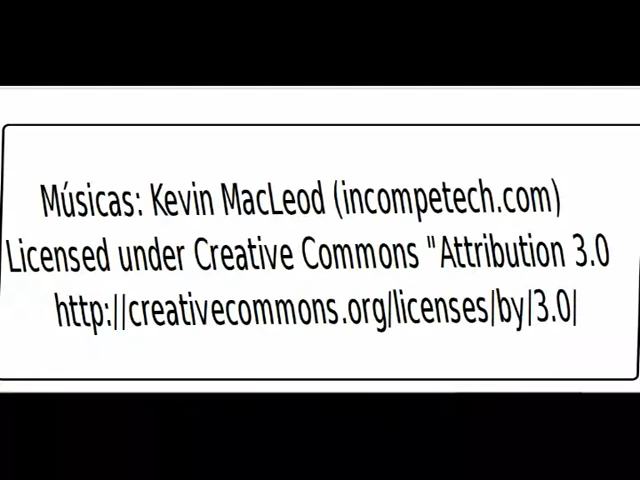 Músicas: Kevin MacLeod (incompetech.com)
Licensed under Creative Commons "Attribution 3.0
http://creativecommons.org/licenses/by/3.0/